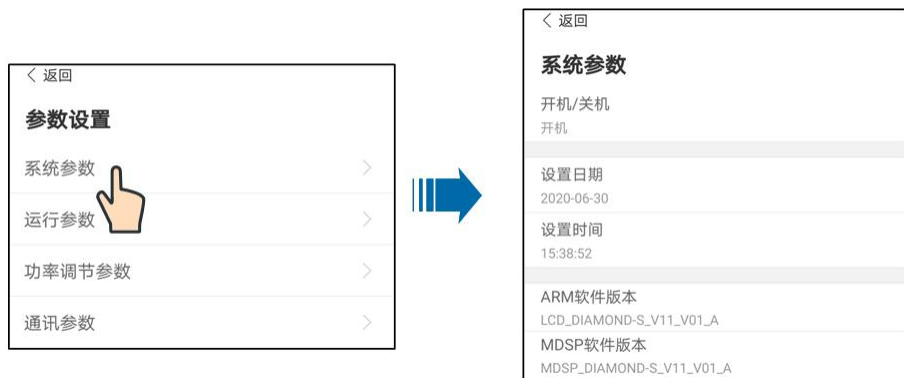 < 返回
参数设置
系统参数
运行参数
功率调节参数
通讯参数
< 返回
系统参数
开机/关机
开机
设置日期
2020-06-30
设置时间
15:38:52
ARM软件版本
LCD_DIAMOND-S_V11_V01_A
MDSP软件版本
MDSP_DIAMOND-S_V11_V01_A